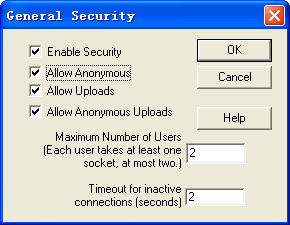 General Security
Enable Security
OK
Allow Anonymous
Cancel
Allow Uploads
Allow Anonymous Uploads
Help
Maximum Number of Users
(Each user takes at least one
socket, at most two.)
2
Timeout for inactive
connections (seconds)
2